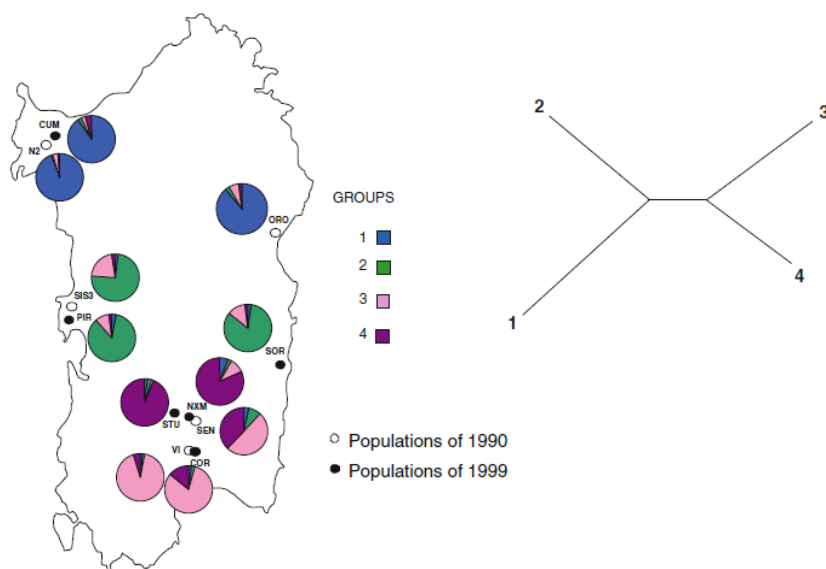 CUM
N2
ORO
SIS3
PIR
SOR
NXM
STU
SEN
VI
COR
GROUPS
1
2
3
4
Populations of 1990
Populations of 1999
2
3
4
1